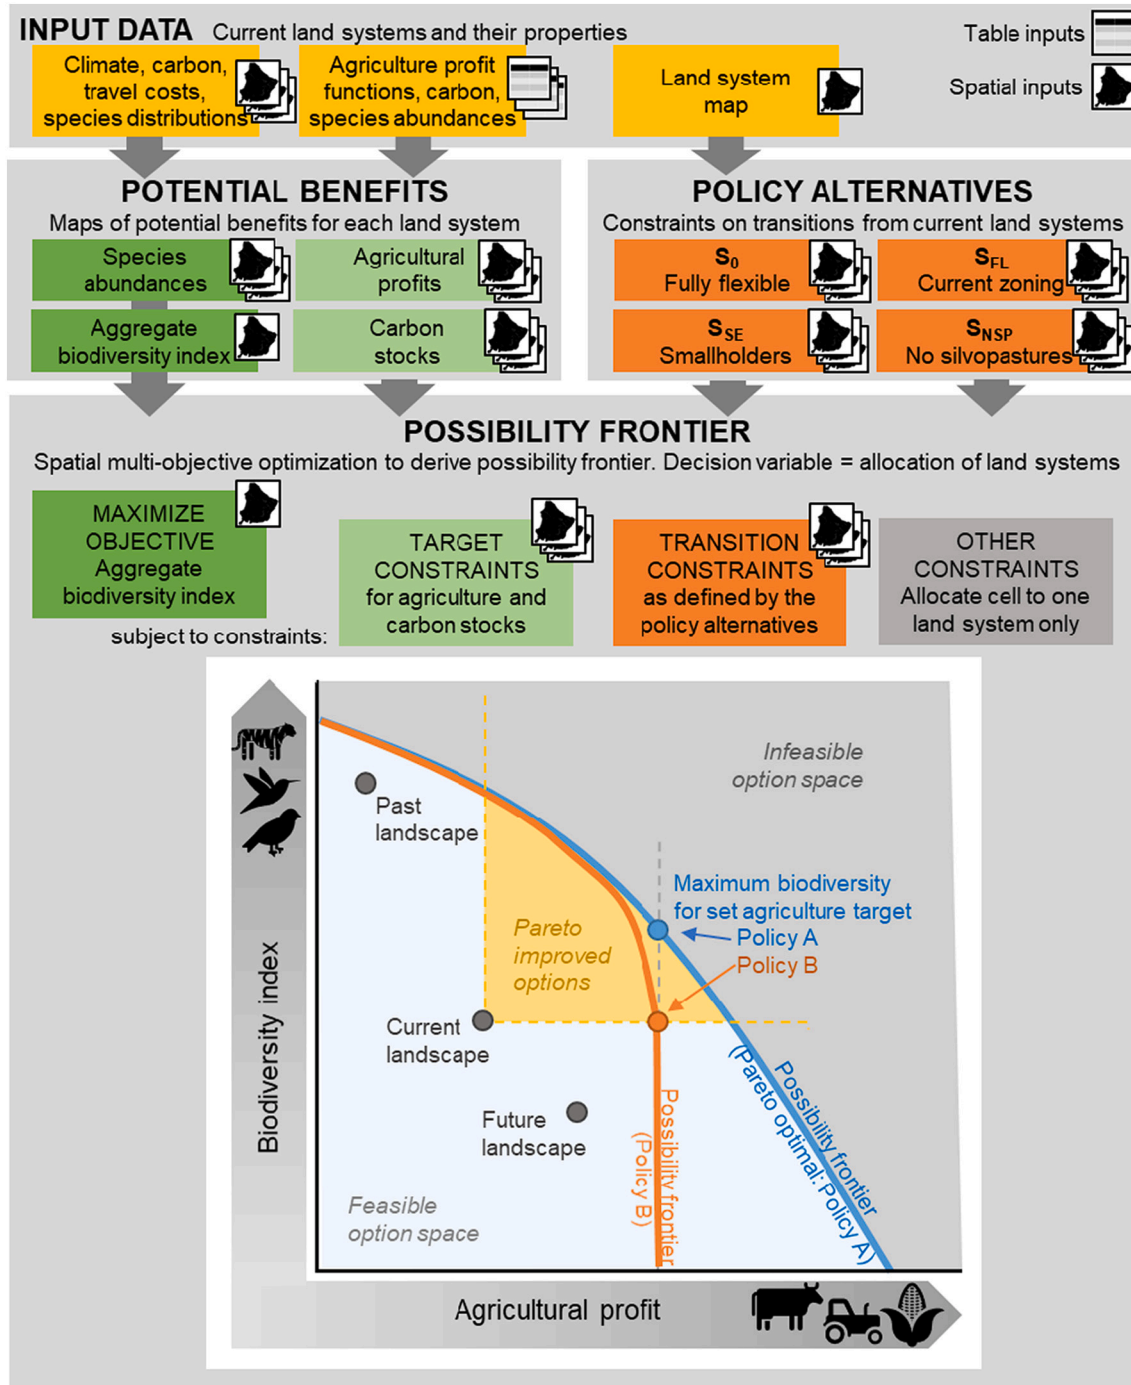 INPUT DATA Current land systems and their properties
Table inputs
Spatial inputs
Climate, carbon,
travel costs,
species distributions
Agriculture profit
functions, carbon,
species abundances
Land system
map
POTENTIAL BENEFITS
Maps of potential benefits for each land system
Species
abundances
Agricultural
profits
Aggregate
biodiversity index
Carbon
stocks
POLICY ALTERNATIVES
Constraints on transitions from current land systems
S0
Fully flexible
SFL
Current zoning
SSE
Smallholders
SNSP
No silvopastures
POSSIBILITY FRONTIER
Spatial multi-objective optimization to derive possibility frontier. Decision variable = allocation of land systems
MAXIMIZE
OBJECTIVE
Aggregate
biodiversity index
subject to constraints:
TARGET
CONSTRAINTS
for agriculture and
carbon stocks
TRANSITION
CONSTRAINTS
as defined by the
policy alternatives
OTHER
CONSTRAINTS
Allocate cell to one
land system only
Biodiversity index
Infeasible
option space
Past
landscape
Maximum biodiversity
for set agriculture target
Policy A
Policy B
Pareto
improved
options
Current
landscape
Future
landscape
Feasible
option space
Possibility frontier
(Policy B)
Possibility frontier
(Pareto optimal: Policy A)
Agricultural profit